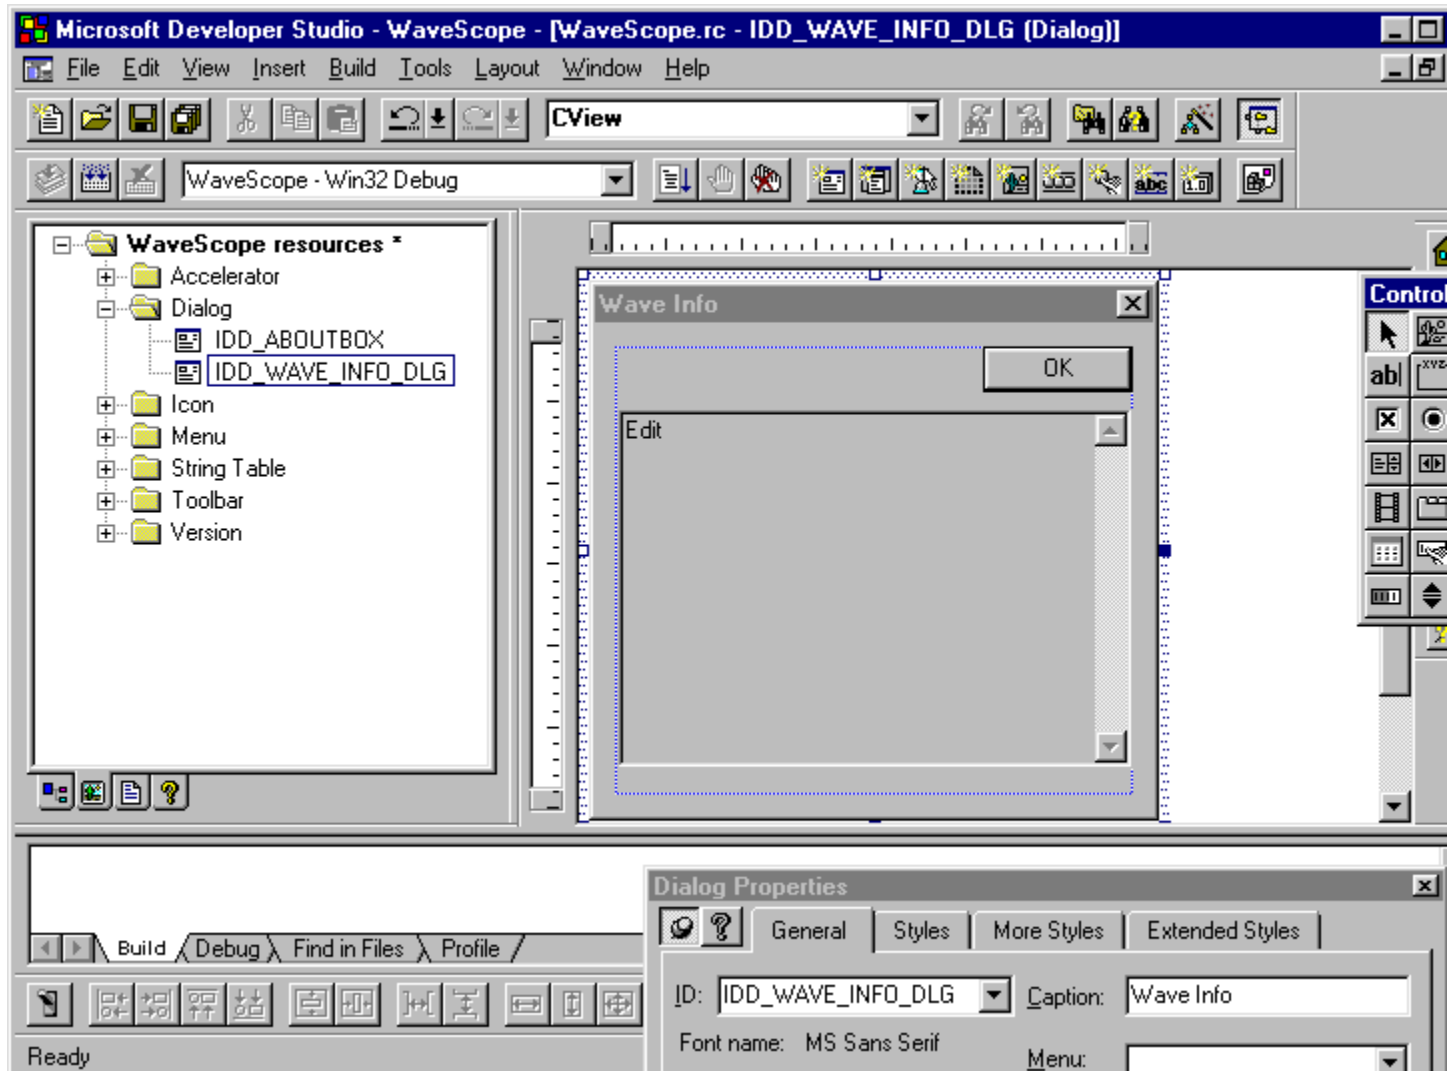 Microsoft Developer Studio - WaveScope - [WaveScope.rc - IDD_WAVE_INFO_DLG (Dialog)]
File Edit View Insert Build Tools Layout Window Help
CView
WaveScope - Win32 Debug
abc
1.0
WaveScope resources *
Accelerator
Dialog
IDD_ABOUTBOX
IDD_WAVE_INFO_DLG
Icon
Menu
String Table
Toolbar
Version
Wave Info
OK
Edit
Control
ab|
Build Debug Find in Files Profile
Ready
Dialog Properties
General Styles More Styles Extended Styles
ID: IDD_WAVE_INFO_DLG Caption: Wave Info
Font name: MS Sans Serif
Menu: